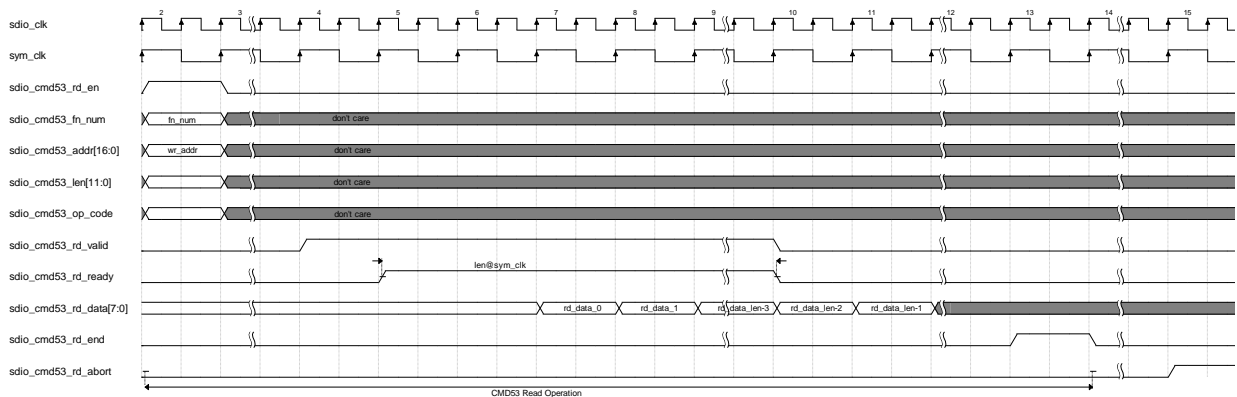 2 3 4 5 6 7 8 9 10 11 12 13 14 15
sdio_clk
sym_clk
sdio_cmd53_rd_en
sdio_cmd53_fn_num fn_num don't care
sdio_cmd53_addr[16:0] wr_addr don't care
sdio_cmd53_len[11:0] don't care
sdio_cmd53_op_code don't care
sdio_cmd53_rd_valid
sdio_cmd53_rd_ready len@sym_clk
sdio_cmd53_rd_data[7:0] rd_data_0 rd_data_1 rd_data_len-3 rd_data_len-2 rd_data_len-1
sdio_cmd53_rd_end
sdio_cmd53_rd_abort
CMD53 Read Operation